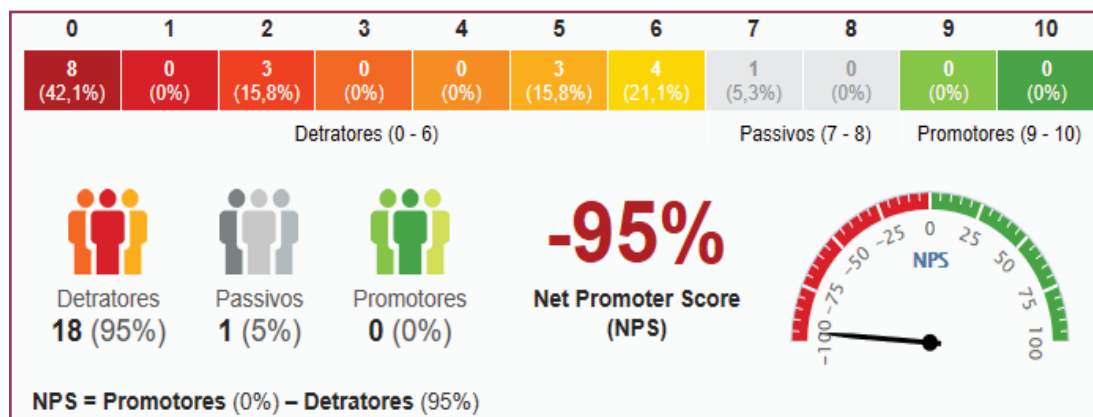 0 1 2 3 4 5 6 7 8 9 10
8 0 3 0 0 3 4 1 0 0 0
(42,1%) (0%) (15,8%) (0%) (0%) (15,8%) (21,1%) (5,3%) (0%) (0%) (0%)
Detratores (0 - 6) Passivos (7 - 8) Promotores (9 - 10)
Detratores
18 (95%)
Passivos
1 (5%)
Promotores
0 (0%)
-95%
Net Promoter Score
(NPS)
-100 -75 -50 -25 0 25 50 75 100
NPS
NPS = Promotores (0%) – Detratores (95%)